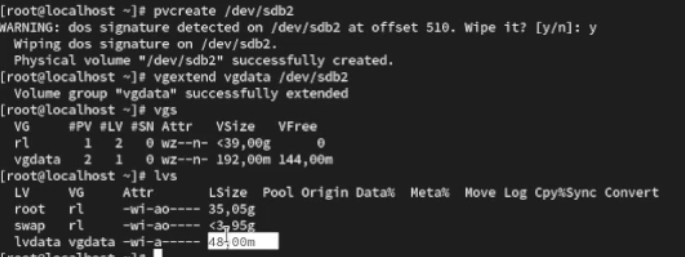 [root@localhost ~]# pvcreate /dev/sdb2
WARNING: dos signature detected on /dev/sdb2 at offset 510. Wipe it? [y/n]: y
  Wiping dos signature on /dev/sdb2.
  Physical volume "/dev/sdb2" successfully created.
[root@localhost ~]# vgextend vgdata /dev/sdb2
  Volume group "vgdata" successfully extended
[root@localhost ~]# vgs
  VG     #PV #LV #SN Attr   VSize   VFree
  rl       1   2   0 wz--n- <39,00g      0
  vgdata   2   1   0 wz--n- 192,00m 144,00m
[root@localhost ~]# lvs
  LV     VG     Attr       LSize  Pool Origin Data%  Meta%  Move Log Cpy%Sync Convert
  root   rl     -wi-ao---- 35,05g
  swap   rl     -wi-ao---- <3,95g
  lvdata vgdata -wi-a----- 48,00m